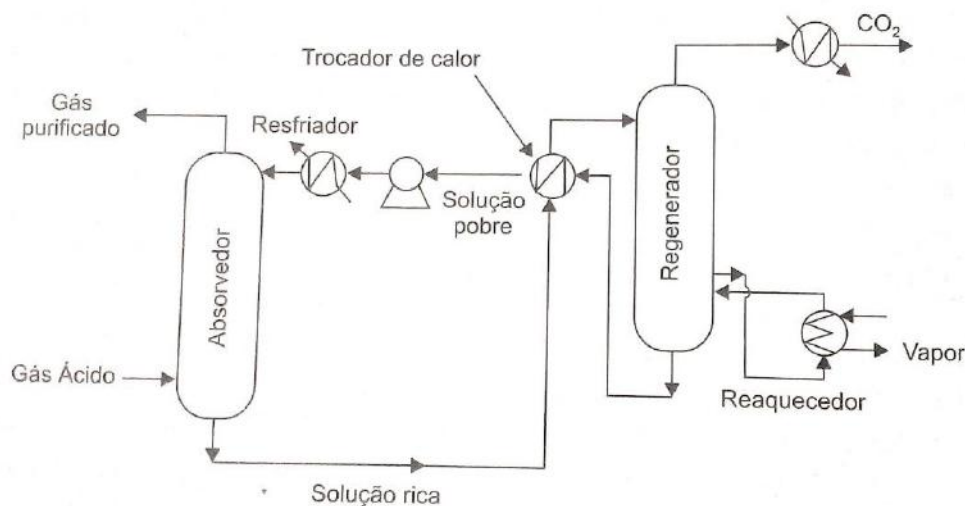 CO₂
Trocador de calor
Gás
purificado
Resfriador
Solução
pobre
Absorvedor
Regenerador
Gás Ácido
Vapor
Reaquecedor
Solução rica